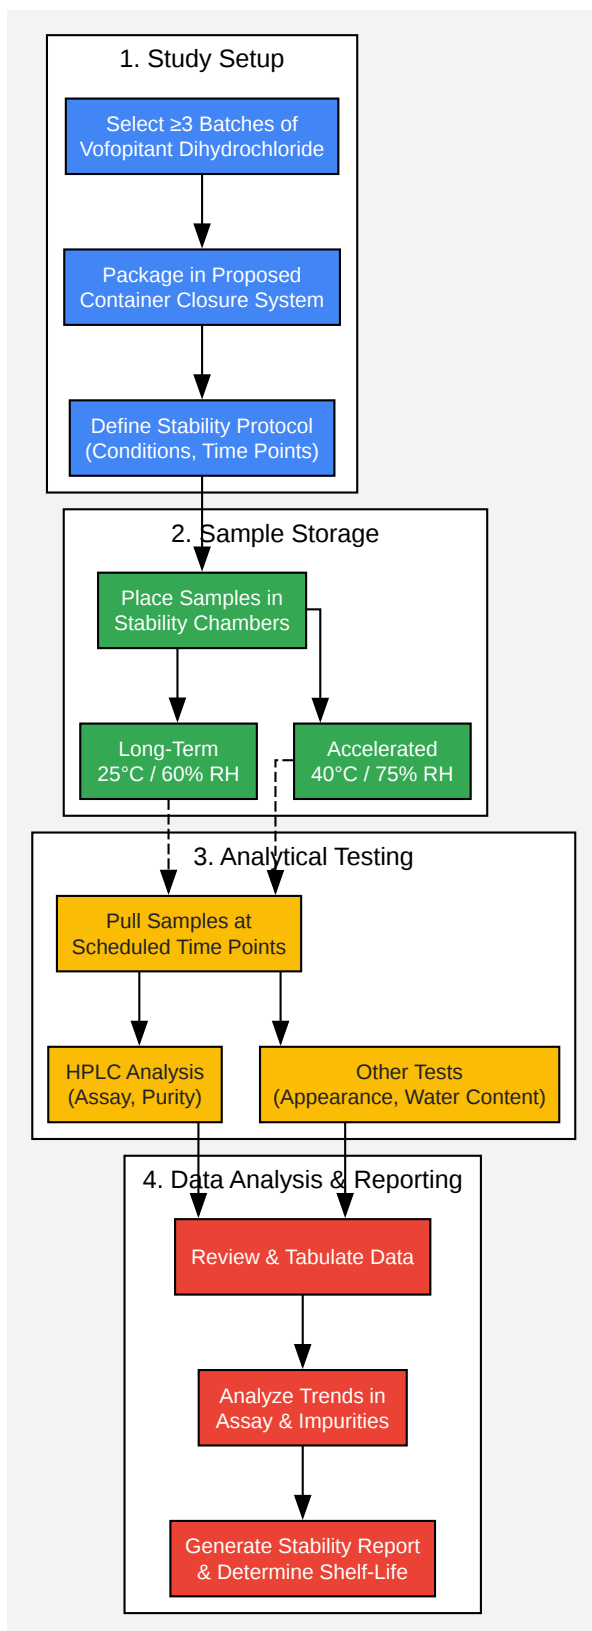 1. Study Setup
Select ≥3 Batches of
Vofopitant Dihydrochloride
Package in Proposed
Container Closure System
Define Stability Protocol
(Conditions, Time Points)
2. Sample Storage
Place Samples in
Stability Chambers
Long-Term
25°C / 60% RH
Accelerated
40°C / 75% RH
3. Analytical Testing
Pull Samples at
Scheduled Time Points
HPLC Analysis
(Assay, Purity)
Other Tests
(Appearance, Water Content)
4. Data Analysis & Reporting
Review & Tabulate Data
Analyze Trends in
Assay & Impurities
Generate Stability Report
& Determine Shelf-Life